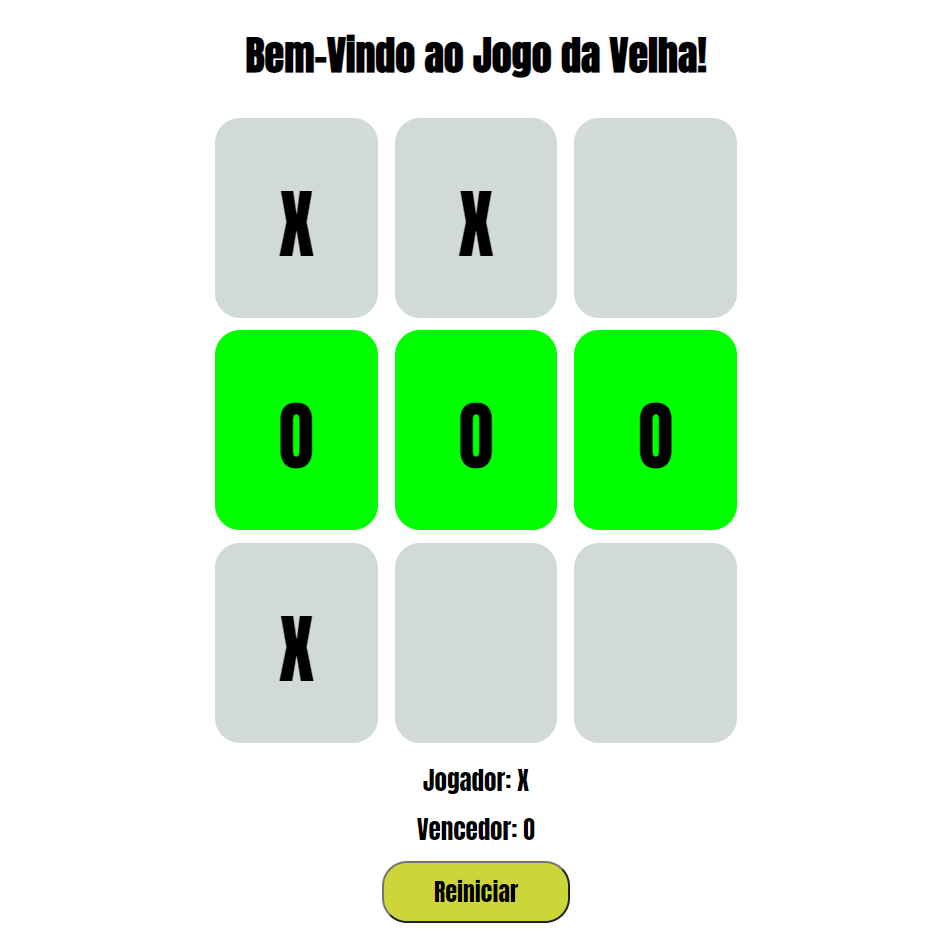 Bem-Vindo ao Jogo da Velha!
X X
O O O
X
Jogador: X
Vencedor: O
Reiniciar